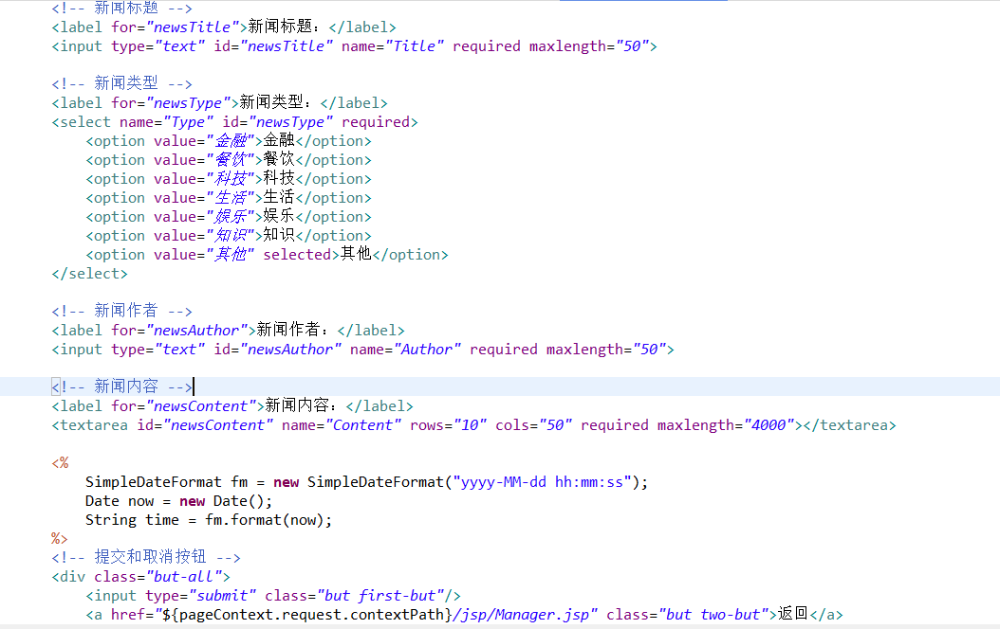 <!-- 新闻标题 -->
<label for="newsTitle">新闻标题：</label>
<input type="text" id="newsTitle" name="Title" required maxlength="50">
<!-- 新闻类型 -->
<label for="newsType">新闻类型：</label>
<select name="Type" id="newsType" required>
<option value="金融">金融</option>
<option value="餐饮">餐饮</option>
<option value="科技">科技</option>
<option value="生活">生活</option>
<option value="娱乐">娱乐</option>
<option value="知识">知识</option>
<option value="其他" selected>其他</option>
</select>
<!-- 新闻作者 -->
<label for="newsAuthor">新闻作者：</label>
<input type="text" id="newsAuthor" name="Author" required maxlength="50">
<!-- 新闻内容 -->
<label for="newsContent">新闻内容：</label>
<textarea id="newsContent" name="Content" rows="10" cols="50" required maxlength="4000"></textarea>
<%
SimpleDateFormat fm = new SimpleDateFormat("yyyy-MM-dd hh:mm:ss");
Date now = new Date();
String time = fm.format(now);
%>
<!-- 提交和取消按钮 -->
<div class="but-all">
<input type="submit" class="but first-but"/>
<a href="${pageContext.request.contextPath}/jsp/Manager.jsp" class="but two-but">返回</a>